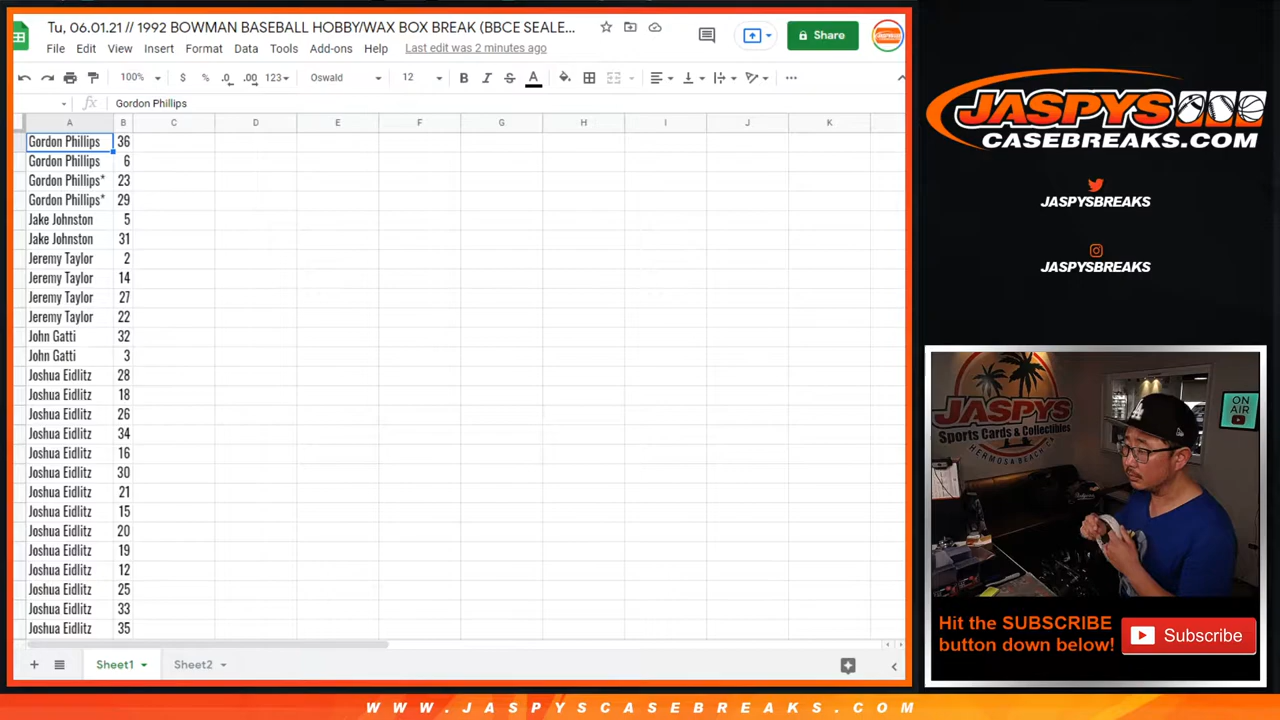 Tu, 06.01.21 // 1992 BOWMAN BASEBALL HOBBY/WAX BOX BREAK (BBCE SEALE...
File Edit View Insert Format Data Tools Add-ons Help Last edit was 2 minutes ago
Share
100% $ % .0 .00 123 Oswald 12 B I S A
fx Gordon Phillips
A B C D E F G H I J K
Gordon Phillips 36
Gordon Phillips 6
Gordon Phillips* 23
Gordon Phillips* 29
Jake Johnston 5
Jake Johnston 31
Jeremy Taylor 2
Jeremy Taylor 14
Jeremy Taylor 27
Jeremy Taylor 22
John Gatti 32
John Gatti 3
Joshua Eidlitz 28
Joshua Eidlitz 18
Joshua Eidlitz 26
Joshua Eidlitz 34
Joshua Eidlitz 16
Joshua Eidlitz 30
Joshua Eidlitz 21
Joshua Eidlitz 15
Joshua Eidlitz 20
Joshua Eidlitz 19
Joshua Eidlitz 12
Joshua Eidlitz 25
Joshua Eidlitz 33
Joshua Eidlitz 35
Sheet1 Sheet2
JASPYS
CASEBREAKS.COM
JASPYSBREAKS
JASPYSBREAKS
JASPYS
Sports Cards & Collectibles
HERMOSA BEACH CA
ON
AIR
Hit the SUBSCRIBE
button down below!
Subscribe
WWW.JASPYSCASEBREAKS.COM